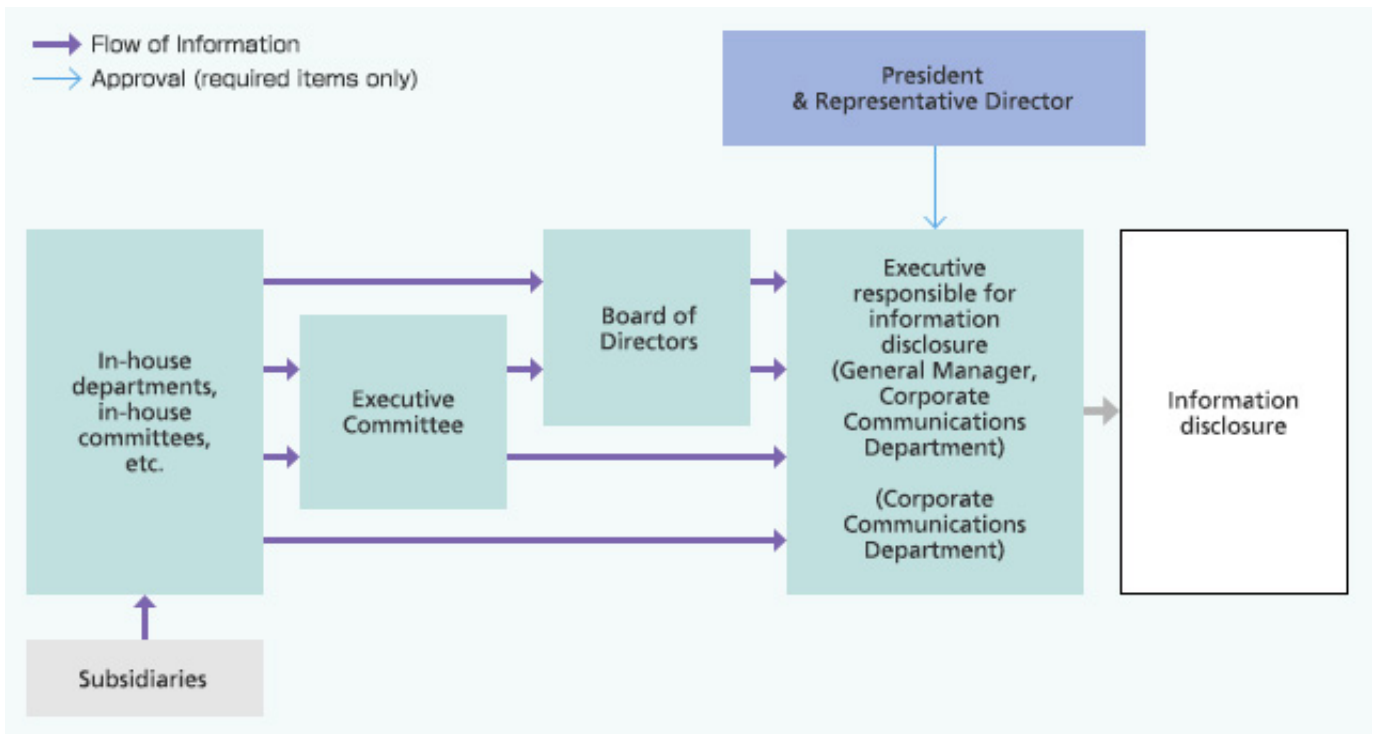 Flow of Information
Approval (required items only)
President
& Representative Director
In-house
departments,
in-house
committees,
etc.
Executive
Committee
Board of
Directors
Executive
responsible for
information
disclosure
(General Manager,
Corporate
Communications
Department)
(Corporate
Communications
Department)
Information
disclosure
Subsidiaries